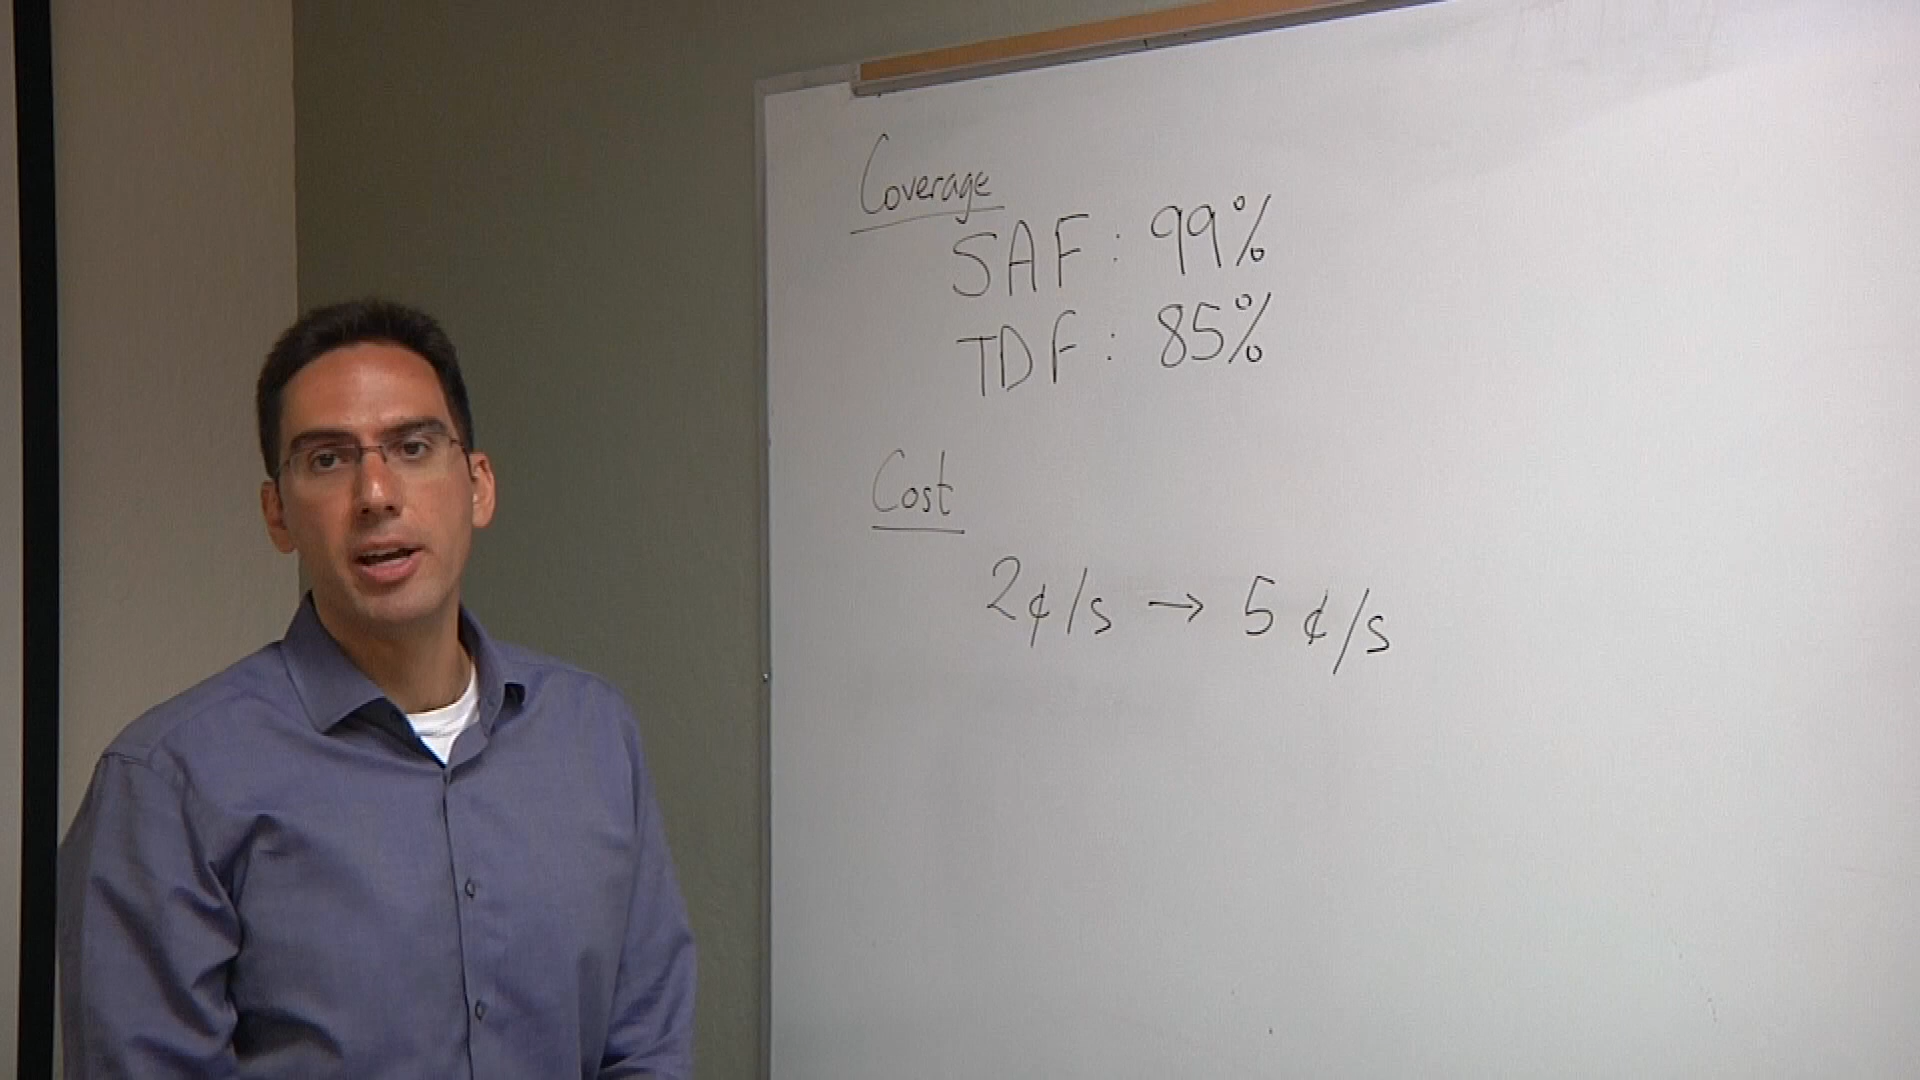 Coverage
SAF: 99%
TDF: 85%
Cost
2¢/s → 5¢/s